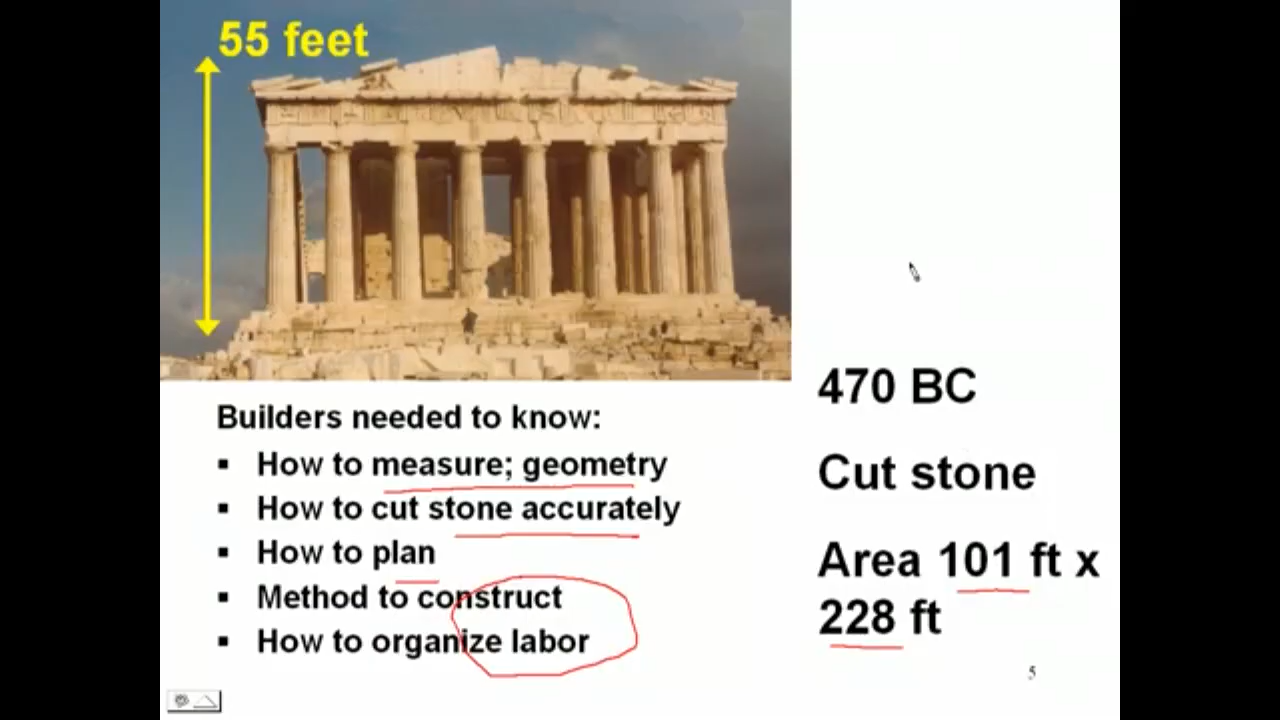 55 feet
Builders needed to know:
▪ How to measure; geometry
▪ How to cut stone accurately
▪ How to plan
▪ Method to construct
▪ How to organize labor
470 BC
Cut stone
Area 101 ft x
228 ft
5